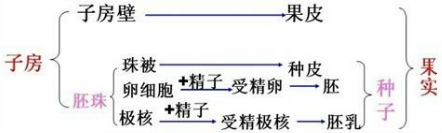 子房壁 果皮
子房 果实
珠被 种皮
胚珠 卵细胞 +精子 受精卵 胚 种子
极核 +精子 受精极核 胚乳